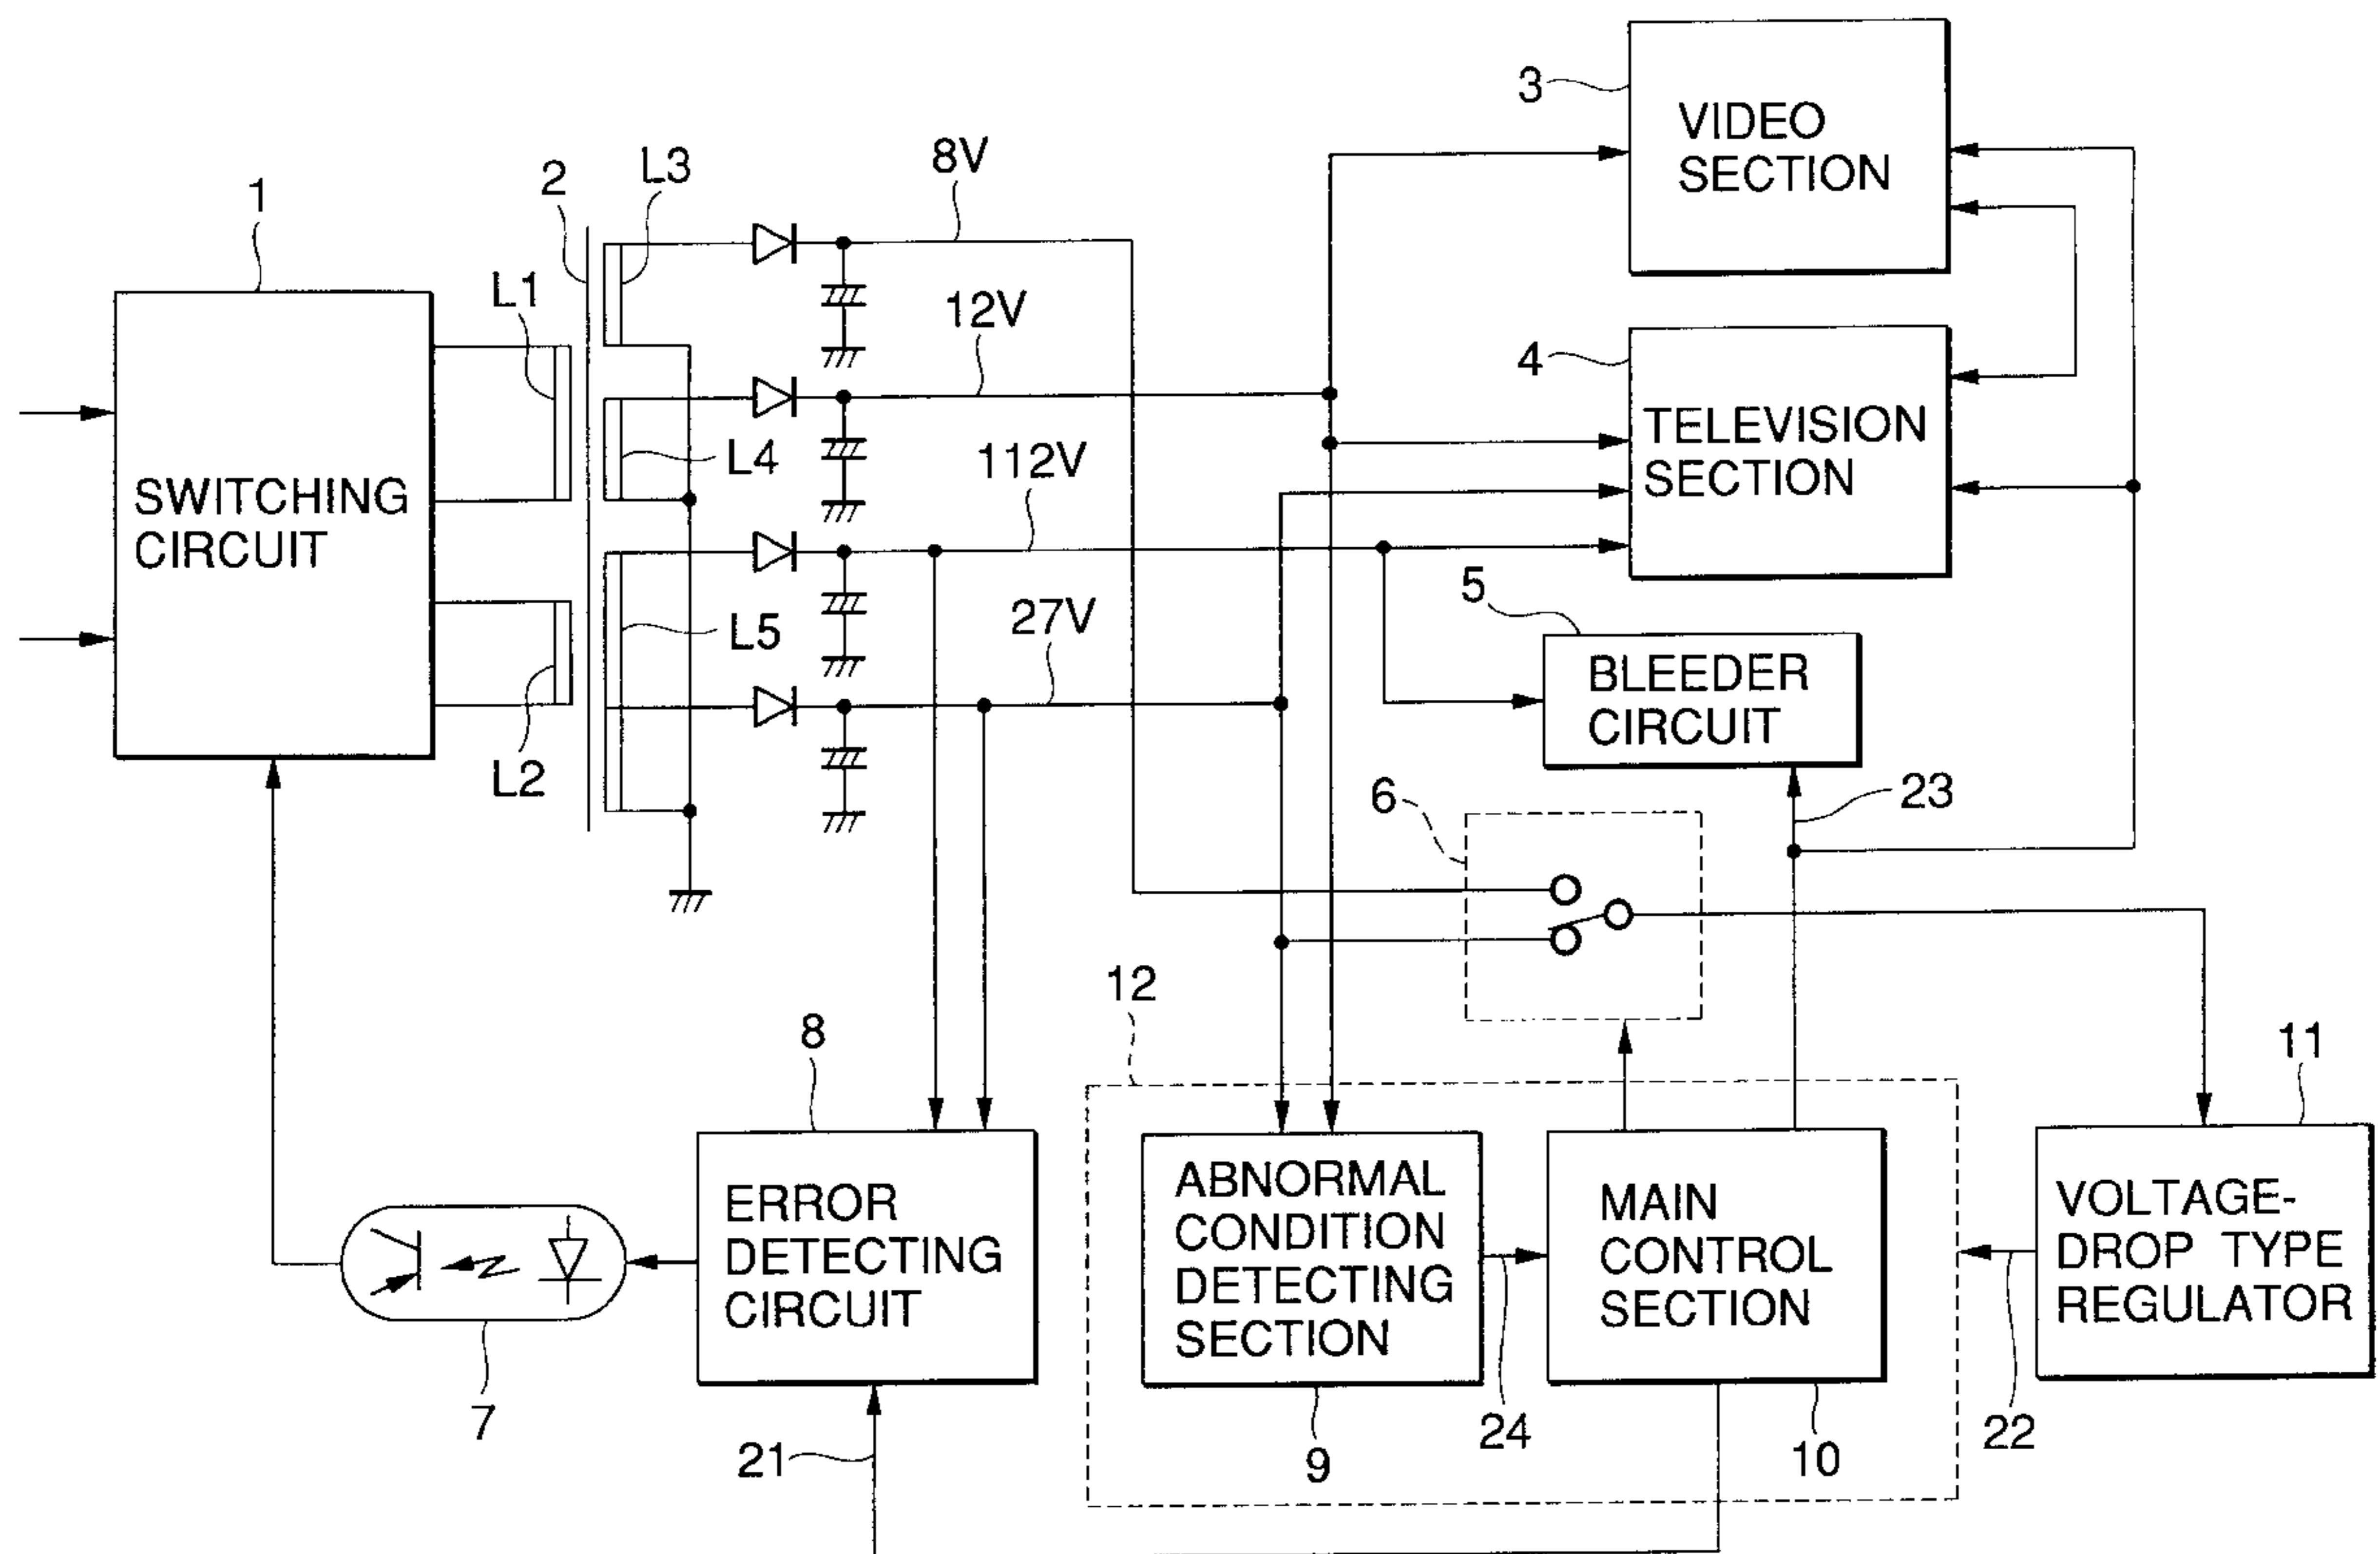 3
VIDEO
SECTION
8V
L3
2
1
L1
12V
4
TELEVISION
SECTION
L4
112V
SWITCHING
CIRCUIT
5
27V
L5
BLEEDER
CIRCUIT
L2
6
23
12
8
11
ERROR
DETECTING
CIRCUIT
ABNORMAL
CONDITION
DETECTING
SECTION
MAIN
CONTROL
SECTION
VOLTAGE-
DROP TYPE
REGULATOR
7
21
9
24
10
22